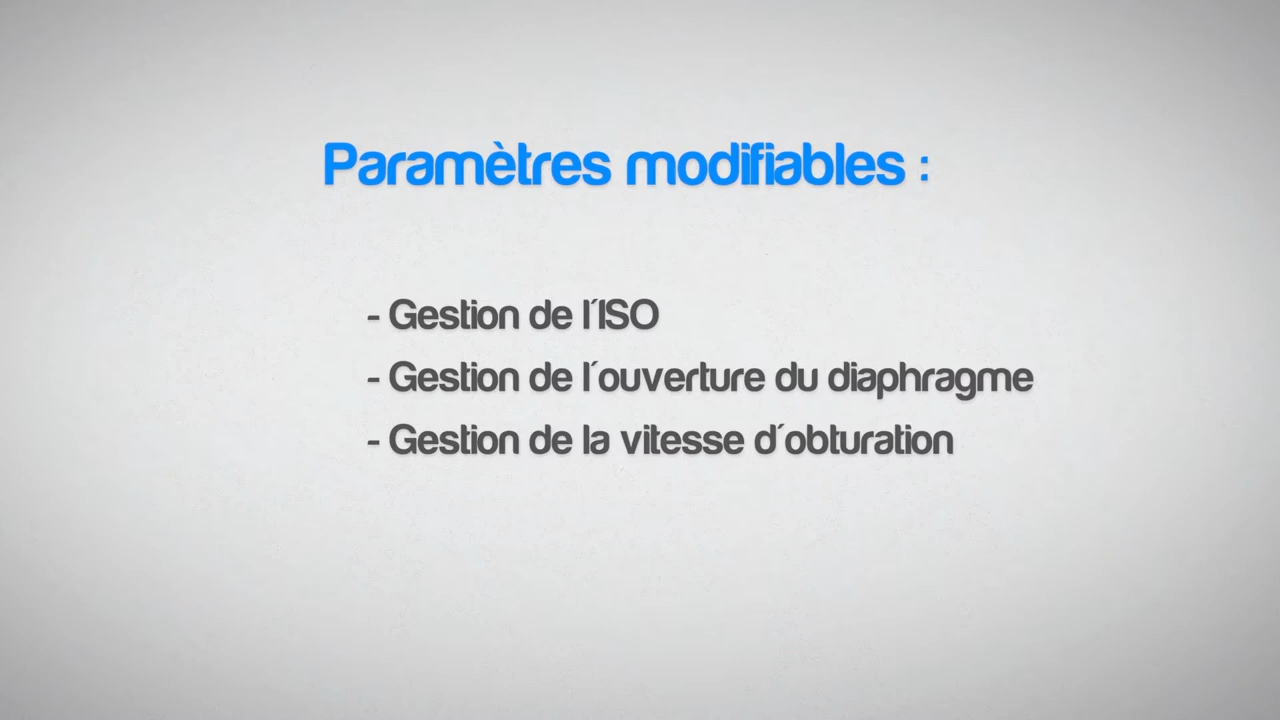 Paramètres modifiables :
- Gestion de l´ISO
- Gestion de l´ouverture du diaphragme
- Gestion de la vitesse d´obturation